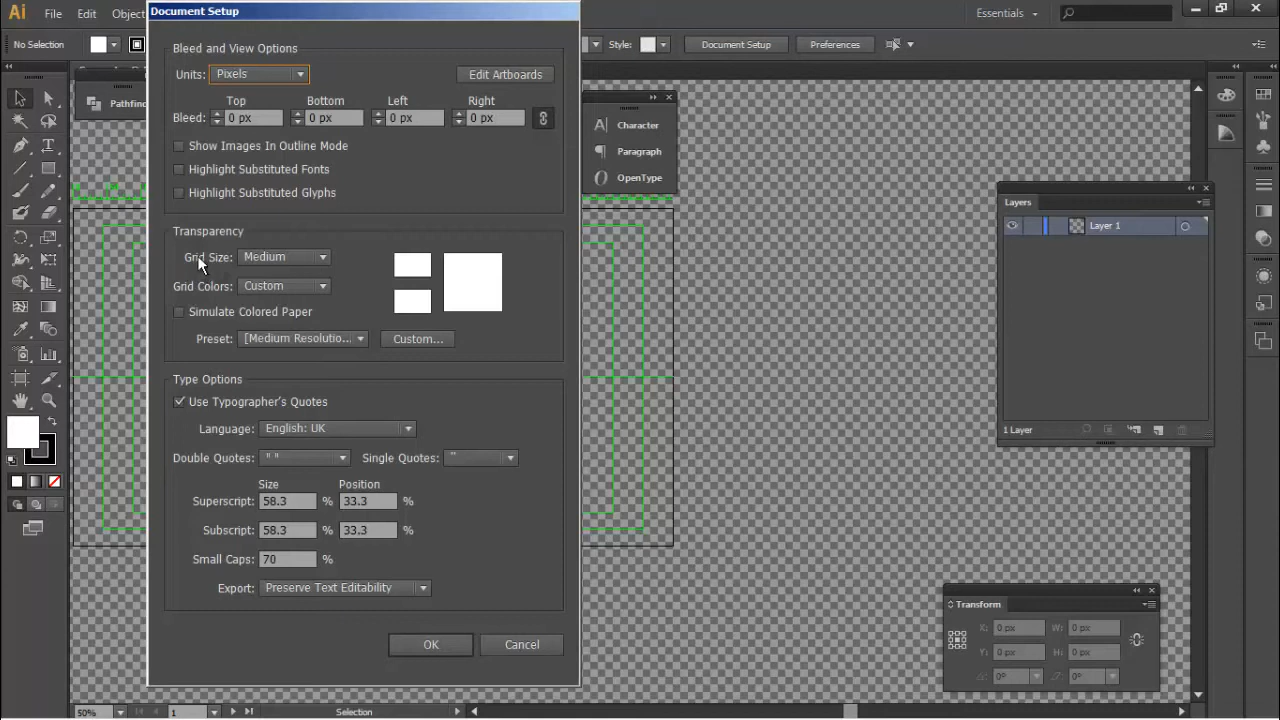 Document Setup
Ai File Edit Object
Essentials
No Selection
Style:
Document Setup
Preferences
Bleed and View Options
Units: Pixels
Edit Artboards
Top Bottom Left Right
Bleed: 0 px 0 px 0 px 0 px
Show Images In Outline Mode
Highlight Substituted Fonts
Highlight Substituted Glyphs
Transparency
Grid Size: Medium
Grid Colors: Custom
Simulate Colored Paper
Preset: [Medium Resolutio... Custom...
Type Options
Use Typographer's Quotes
Language: English: UK
Double Quotes: " " Single Quotes: ''
Size Position
Superscript: 58.3 % 33.3 %
Subscript: 58.3 % 33.3 %
Small Caps: 70 %
Export: Preserve Text Editability
OK Cancel
Pathfin
Character
Paragraph
OpenType
Layers
Layer 1
1 Layer
Transform
X: 0 px W: 0 px
Y: 0 px H: 0 px
0° 0°
50% 1 Selection